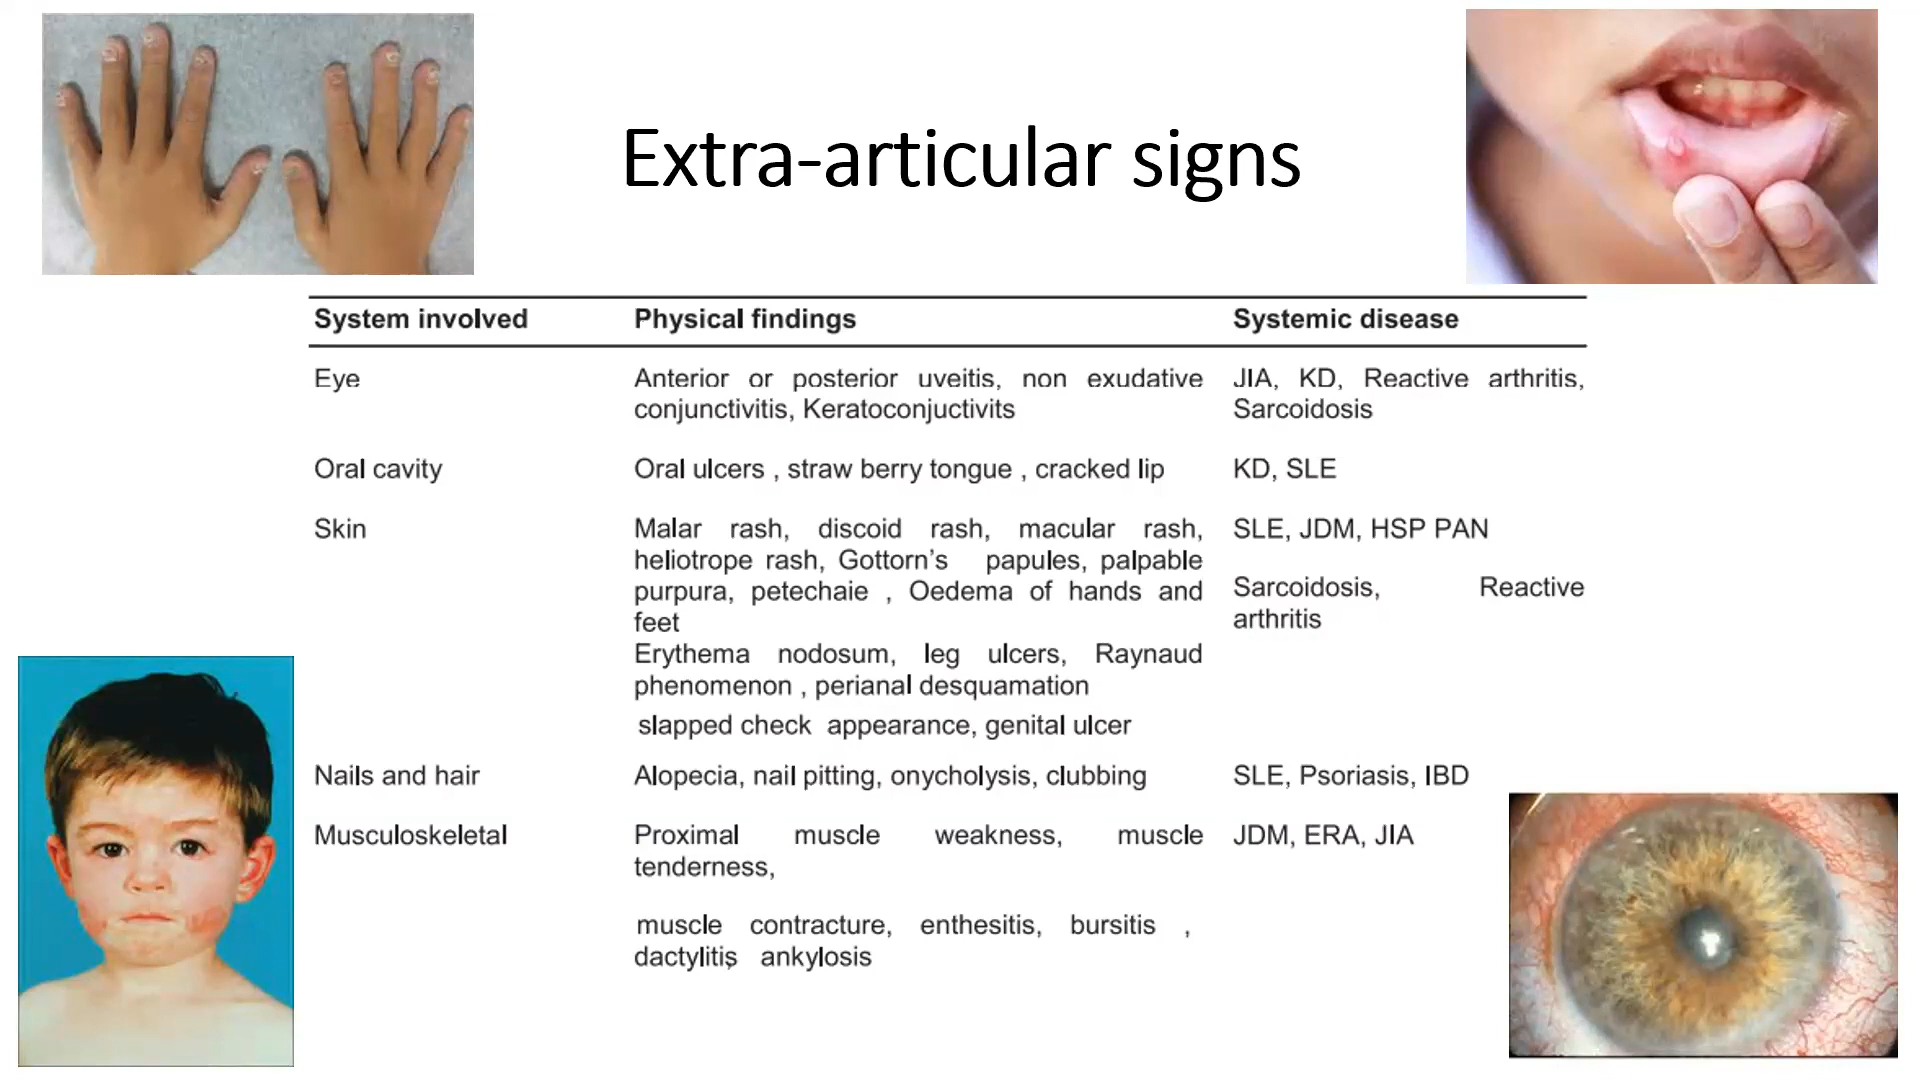 Extra-articular signs
System involved Physical findings Systemic disease
Eye Anterior or posterior uveitis, non exudative JIA, KD, Reactive arthritis,
conjunctivitis, Keratoconjuctivits Sarcoidosis
Oral cavity Oral ulcers , straw berry tongue , cracked lip KD, SLE
Skin Malar rash, discoid rash, macular rash, SLE, JDM, HSP PAN
heliotrope rash, Gottorn's papules, palpable
purpura, petechaie , Oedema of hands and Sarcoidosis, Reactive
feet arthritis
Erythema nodosum, leg ulcers, Raynaud
phenomenon , perianal desquamation
slapped check appearance, genital ulcer
Nails and hair Alopecia, nail pitting, onycholysis, clubbing SLE, Psoriasis, IBD
Musculoskeletal Proximal muscle weakness, muscle JDM, ERA, JIA
tenderness,
muscle contracture, enthesitis, bursitis ,
dactylitis, ankylosis